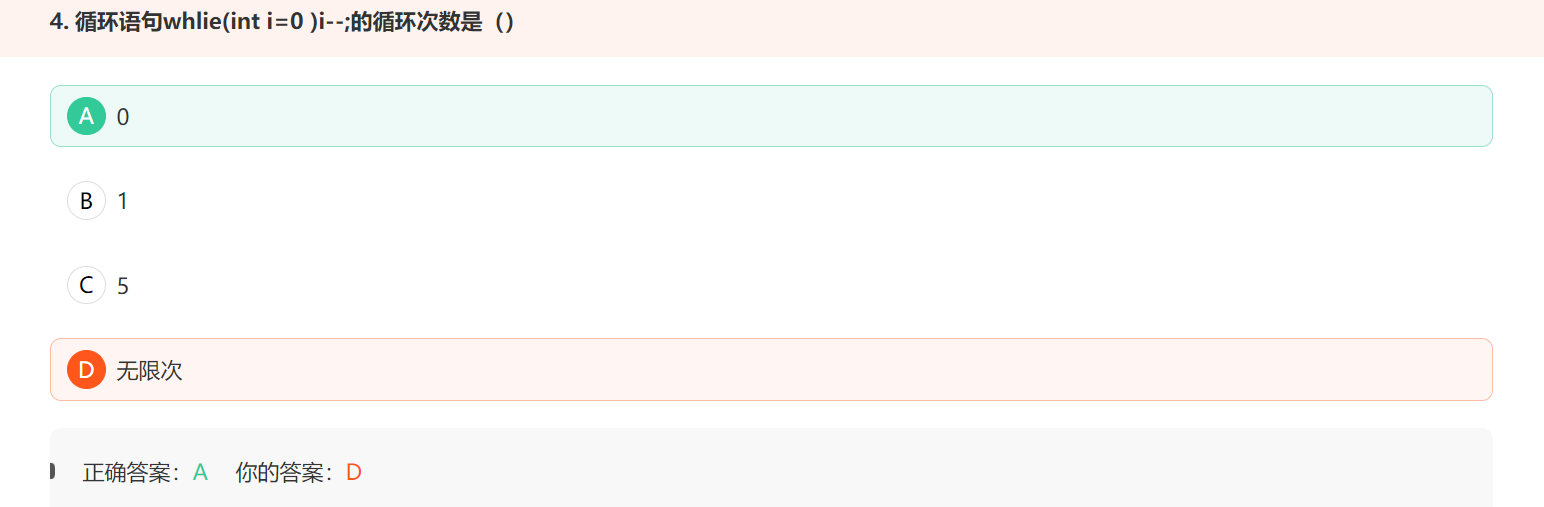 4. 循环语句whlie(int i=0 )i--;的循环次数是（）
A 0
B 1
C 5
D 无限次
正确答案：A 你的答案：D